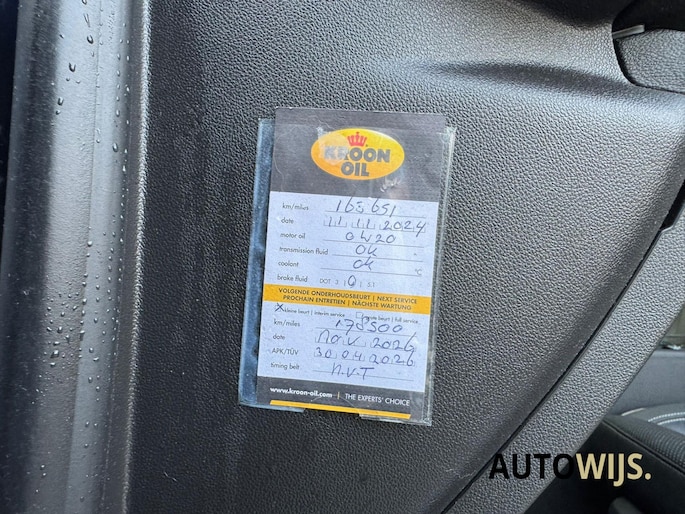 KROON
OIL
km/miles 163651
date 11 11 2024
motor oil 0W20
transmission fluid OK
coolant OK
brake fluid DOT 3 | 4 | 5.1
VOLGENDE ONDERHOUDSBEURT | NEXT SERVICE
PROCHAIN ENTRETIEN | NÄCHSTE WARTUNG
kleine beurt | interim service grote beurt | full service
km/miles 178500
date nov 2026
APK/TÜV 30 04 2026
timing belt n.v.T
www.kroon-oil.com | THE EXPERTS' CHOICE
AUTOWIJS.